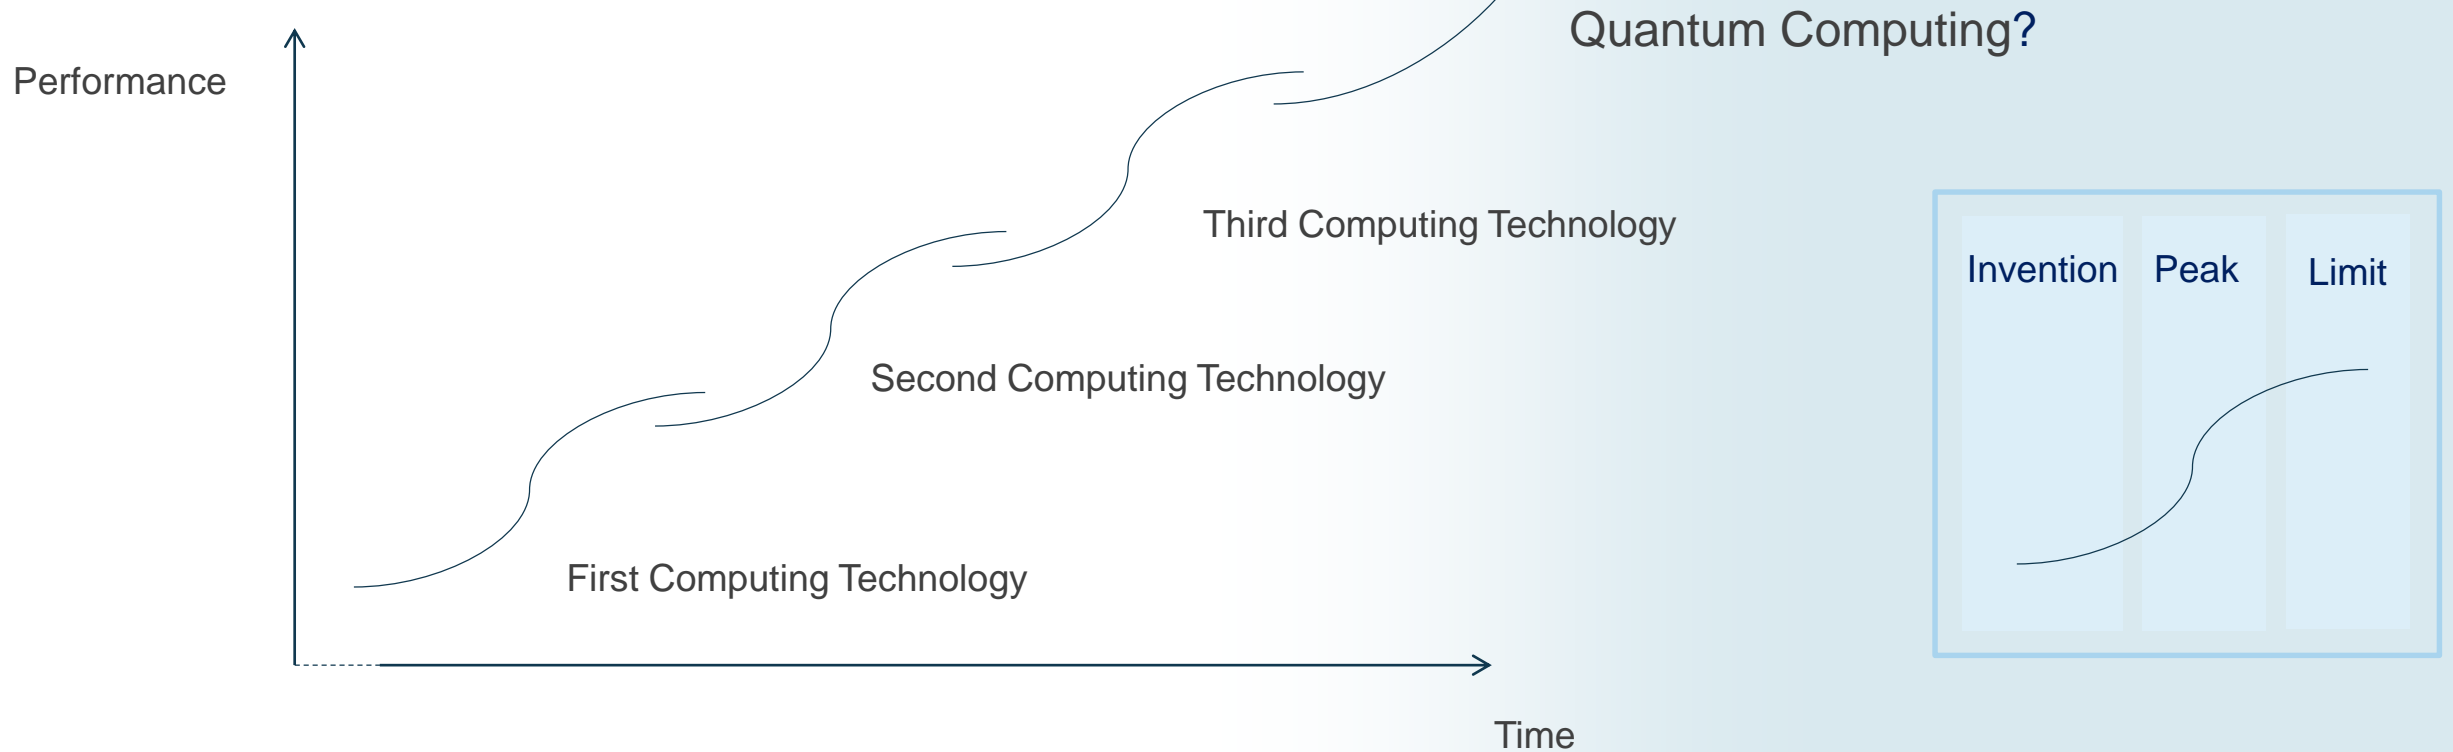 Quantum Computing?
Performance
Third Computing Technology
Invention
Peak
Limit
Second Computing Technology
First Computing Technology
Time